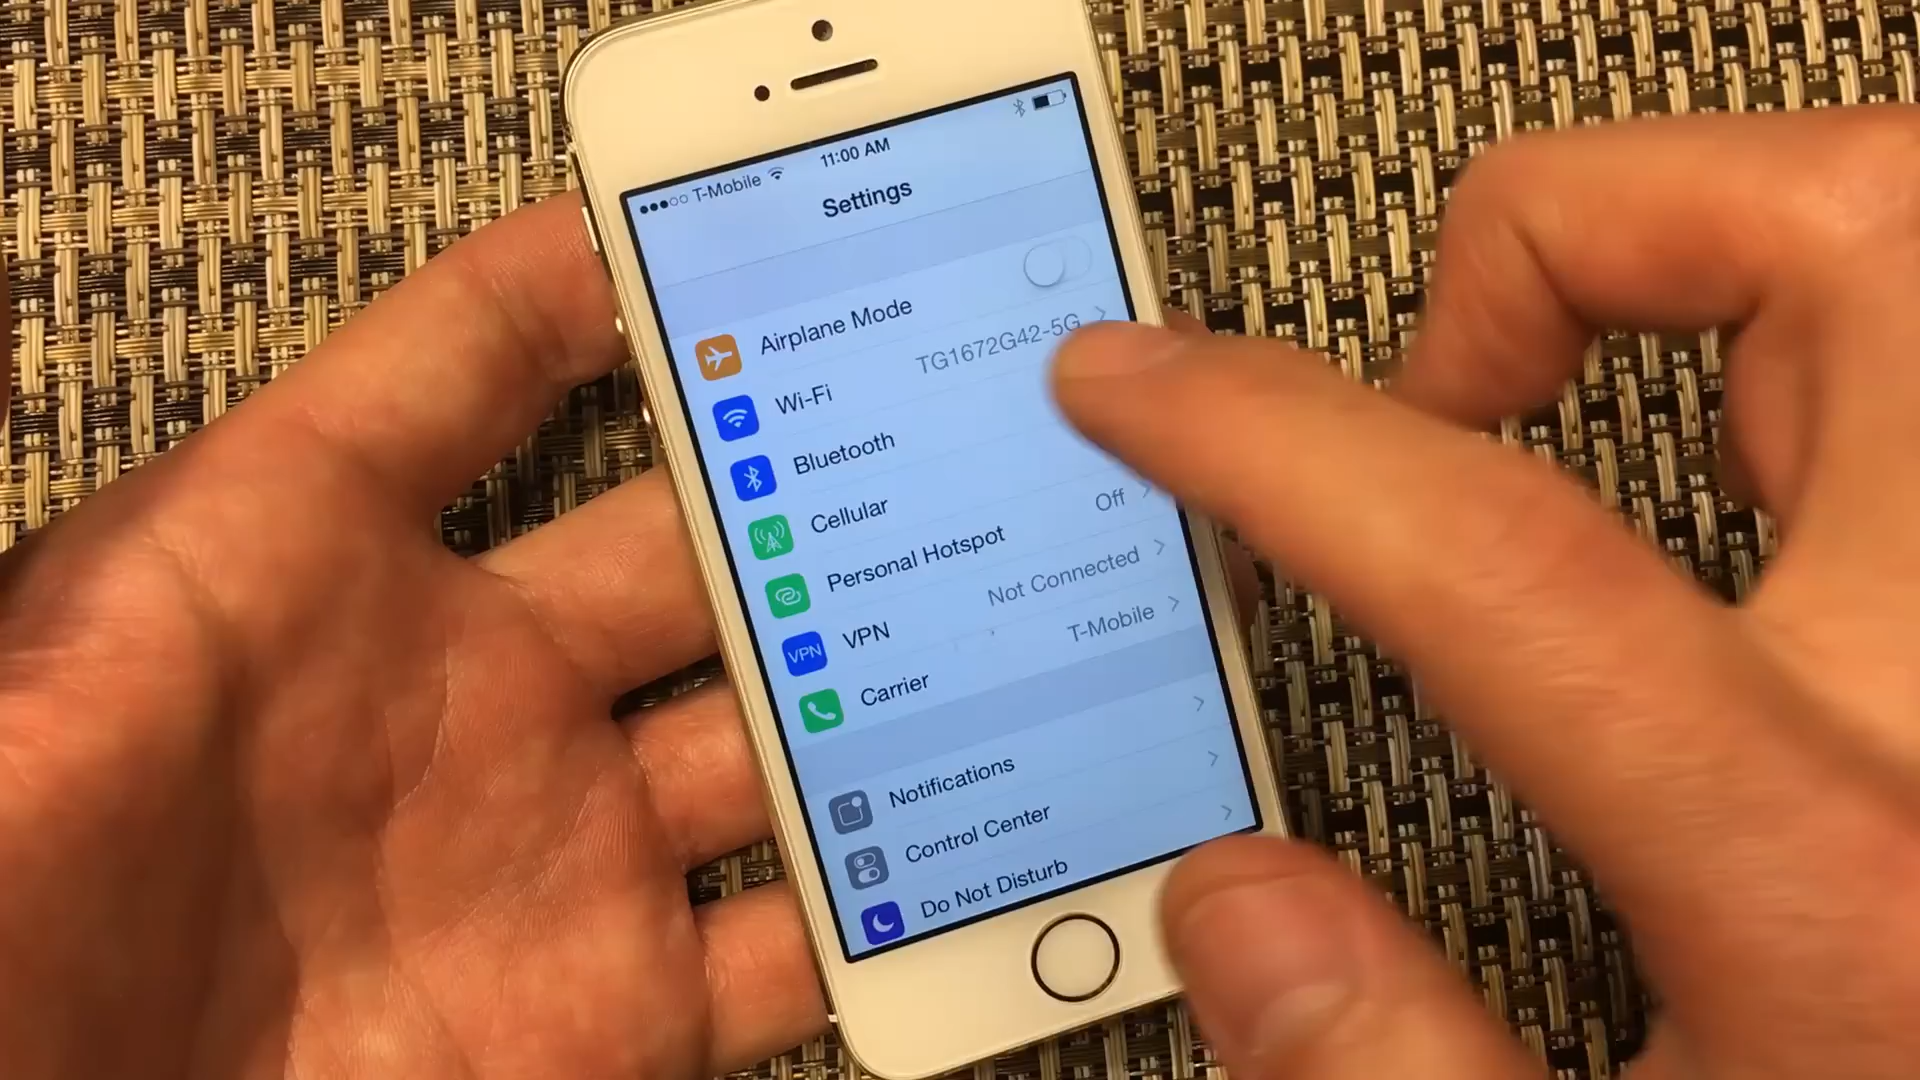 T-Mobile
11:00 AM
Settings
Airplane Mode
Wi-Fi TG1672G42-5G
Bluetooth
Cellular
Personal Hotspot Off
VPN VPN Not Connected
Carrier T-Mobile
Notifications
Control Center
Do Not Disturb